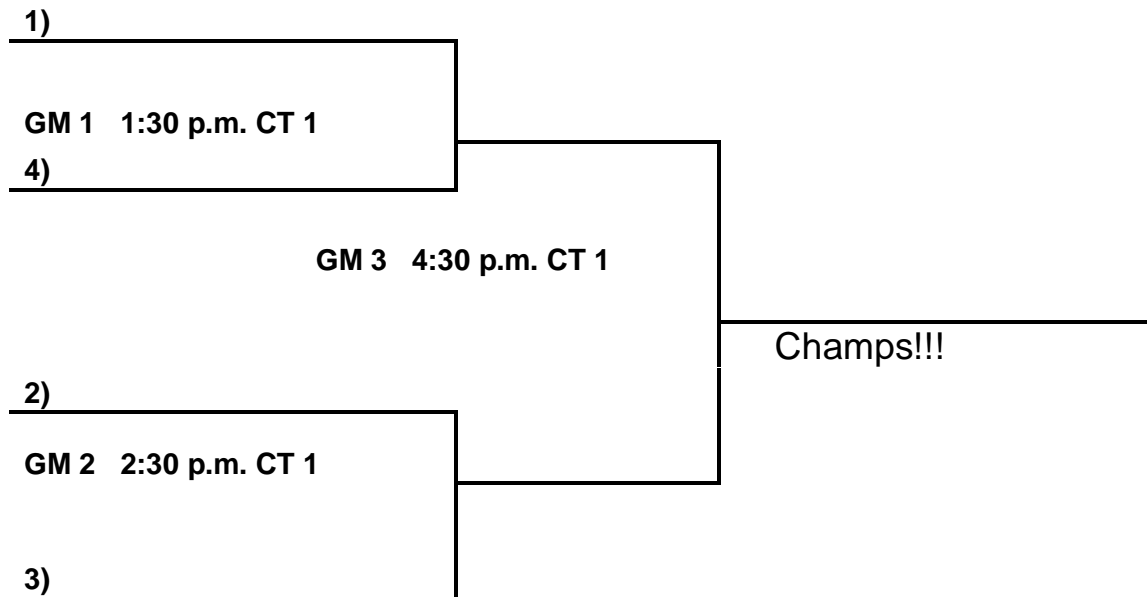 1)
GM 1 1:30 p.m. CT 1
4)
GM 3 4:30 p.m. CT 1
Champs!!!
2)
GM 2 2:30 p.m. CT 1
3)